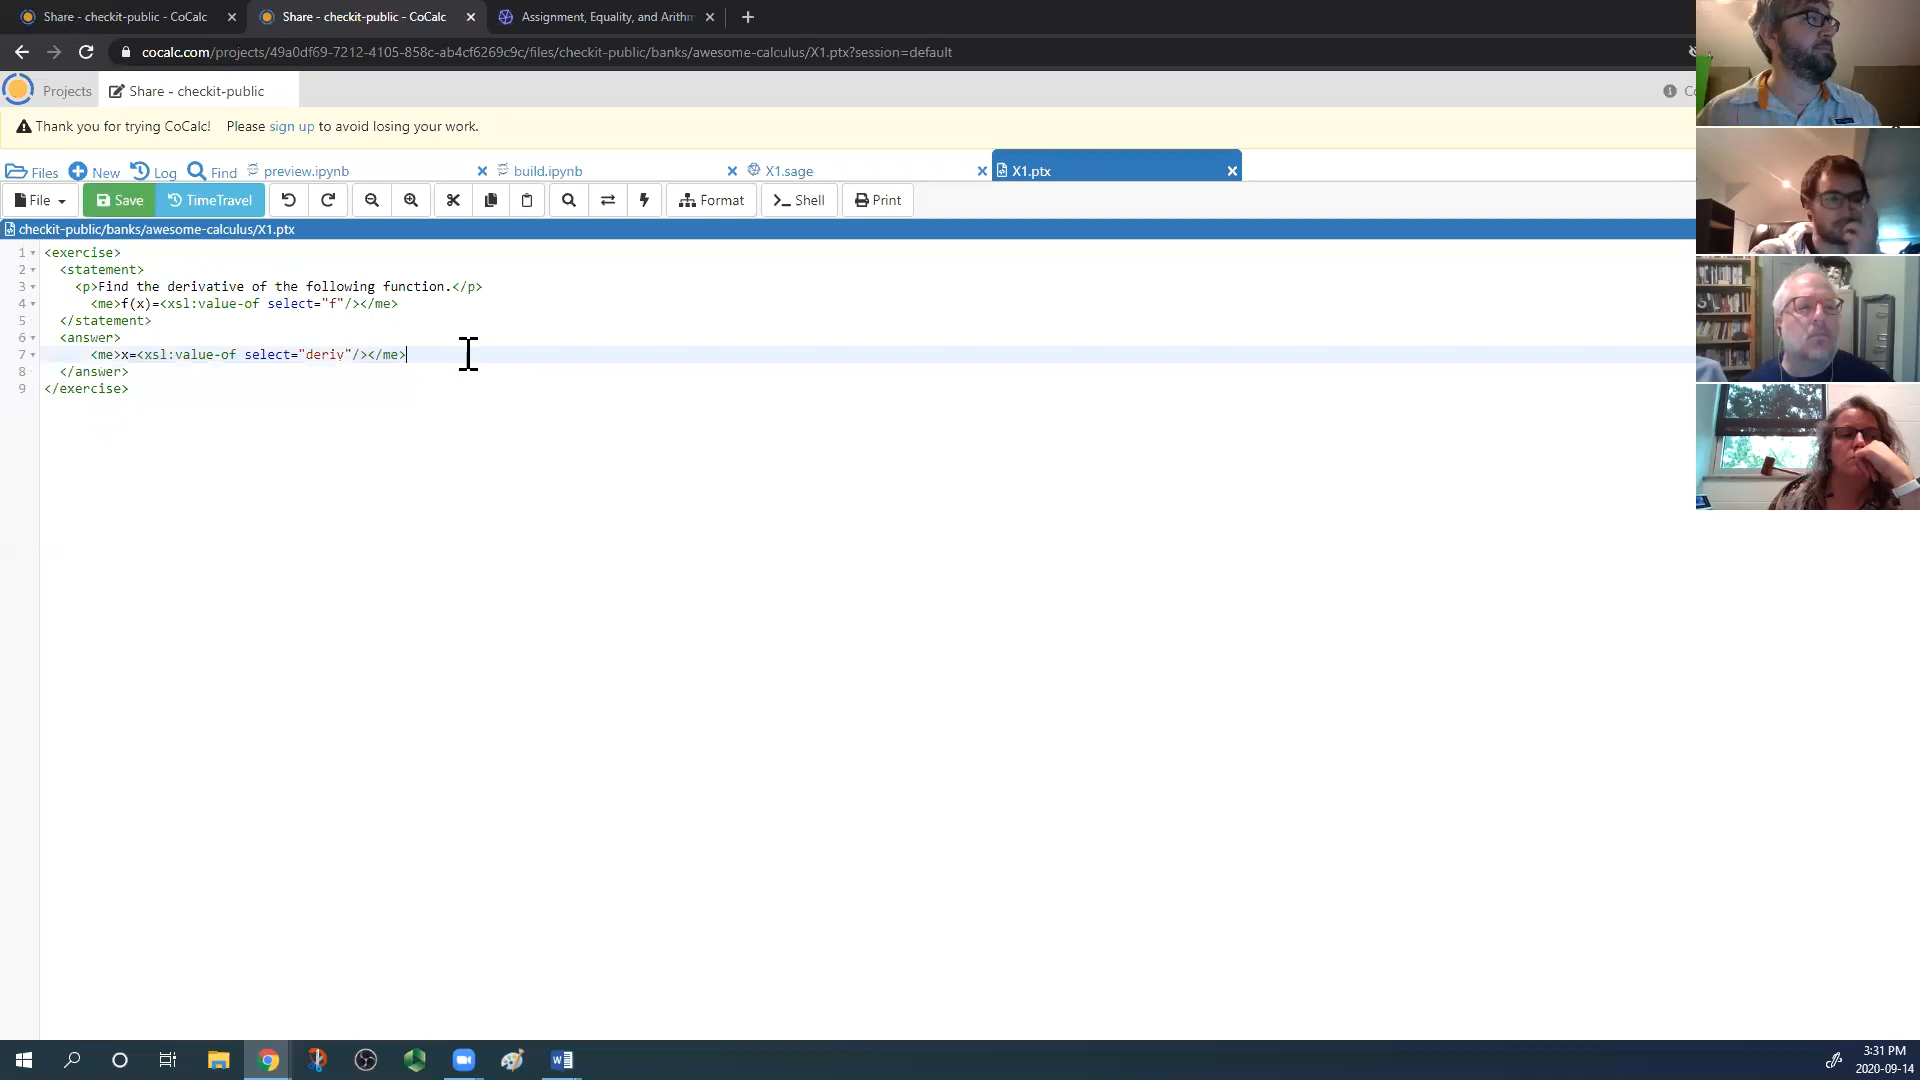 Share - checkit-public - CoCalc
Share - checkit-public - CoCalc
Assignment, Equality, and Arithm
cocalc.com/projects/49a0df69-7212-4105-858c-ab4cf6269c9c/files/checkit-public/banks/awesome-calculus/X1.ptx?session=default
Projects
Share - checkit-public
Thank you for trying CoCalc! Please sign up to avoid losing your work.
Files New Log Find preview.ipynb build.ipynb X1.sage X1.ptx
File Save TimeTravel Format Shell Print
checkit-public/banks/awesome-calculus/X1.ptx
1 <exercise>
2 <statement>
3 <p>Find the derivative of the following function.</p>
4 <me>f(x)=<xsl:value-of select="f"/></me>
5 </statement>
6 <answer>
7 <me>x=<xsl:value-of select="deriv"/></me>
8 </answer>
9 </exercise>
3:31 PM
2020-09-14